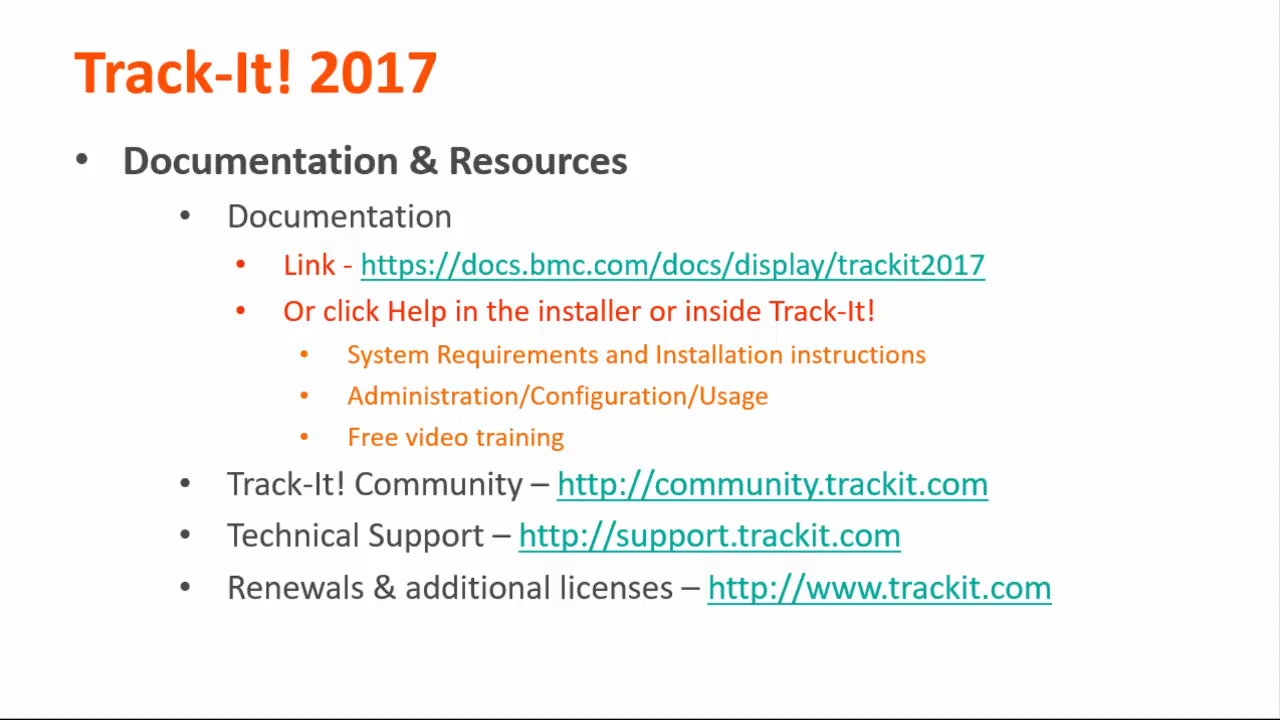 Track-It! 2017
• Documentation & Resources
• Documentation
• Link - https://docs.bmc.com/docs/display/trackit2017
• Or click Help in the installer or inside Track-It!
• System Requirements and Installation instructions
• Administration/Configuration/Usage
• Free video training
• Track-It! Community – http://community.trackit.com
• Technical Support – http://support.trackit.com
• Renewals & additional licenses – http://www.trackit.com